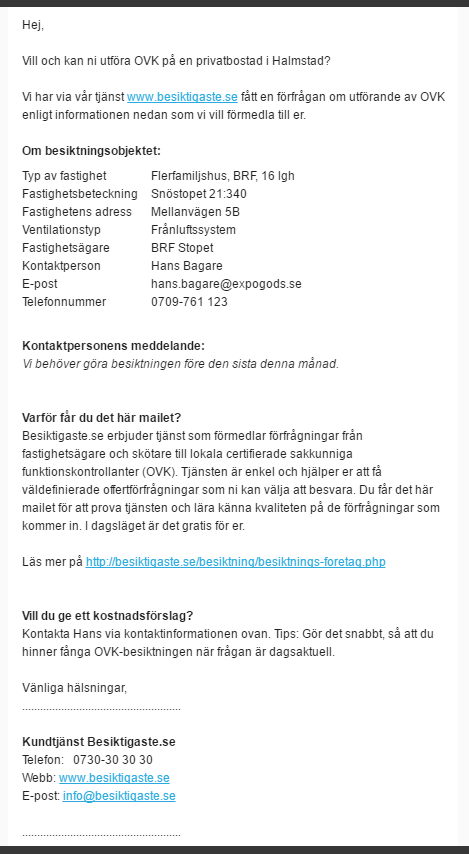 Hej,
Vill och kan ni utföra OVK på en privatbostad i Halmstad?
Vi har via vår tjänst www.besiktigaste.se fått en förfrågan om utförande av OVK
enligt informationen nedan som vi vill förmedla till er.
Om besiktningsobjektet:
Typ av fastighet Flerfamiljshus, BRF, 16 lgh
Fastighetsbeteckning Snöstopet 21:340
Fastighetens adress Mellanvägen 5B
Ventilationstyp Frånluftssystem
Fastighetsägare BRF Stopet
Kontaktperson Hans Bagare
E-post hans.bagare@expogods.se
Telefonnummer 0709-761 123
Kontaktpersonens meddelande:
Vi behöver göra besiktningen före den sista denna månad.
Varför får du det här mailet?
Besiktigaste.se erbjuder tjänst som förmedlar förfrågningar från
fastighetsägare och skötare till lokala certifierade sakkunniga
funktionskontrollanter (OVK). Tjänsten är enkel och hjälper er att få
väldefinierade offertförfrågningar som ni kan välja att besvara. Du får det här
mailet för att prova tjänsten och lära känna kvaliteten på de förfrågningar som
kommer in. I dagsläget är det gratis för er.
Läs mer på http://besiktigaste.se/besiktning/besiktnings-foretag.php
Vill du ge ett kostnadsförslag?
Kontakta Hans via kontaktinformationen ovan. Tips: Gör det snabbt, så att du
hinner fånga OVK-besiktningen när frågan är dagsaktuell.
Vänliga hälsningar,
.....................................................
Kundtjänst Besiktigaste.se
Telefon: 0730-30 30 30
Webb: www.besiktigaste.se
E-post: info@besiktigaste.se
.....................................................